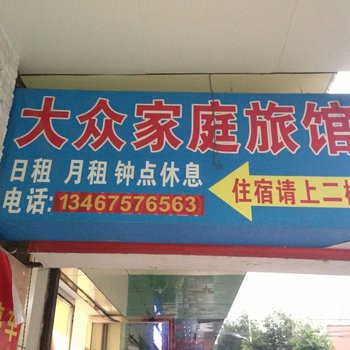 大众家庭旅馆
日租 月租 钟点休息
电话:13467576563
住宿请上二
车